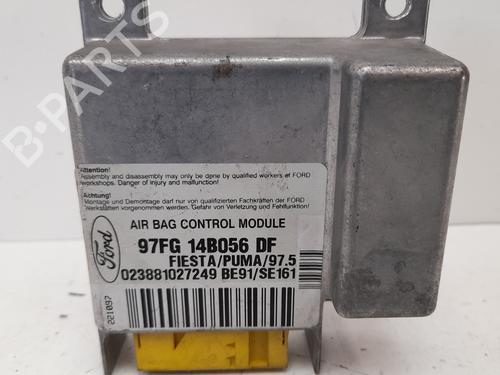 B-PARTS
Attention!
Assembly and disassembly may only be done by qualified workers of FORD
workshops. Danger of injury and malfunction!
Achtung!
Montage und Demontage darf nur von qualifizierten Fachkräften der FORD
Werkstätten vorgenommen werden. Gefahr von Verletzung und Fehlfunktion!
AIR BAG CONTROL MODULE
Ford
97FG 14B056 DF
FIESTA/PUMA/97.5
023881027249 BE91/SE161
221097